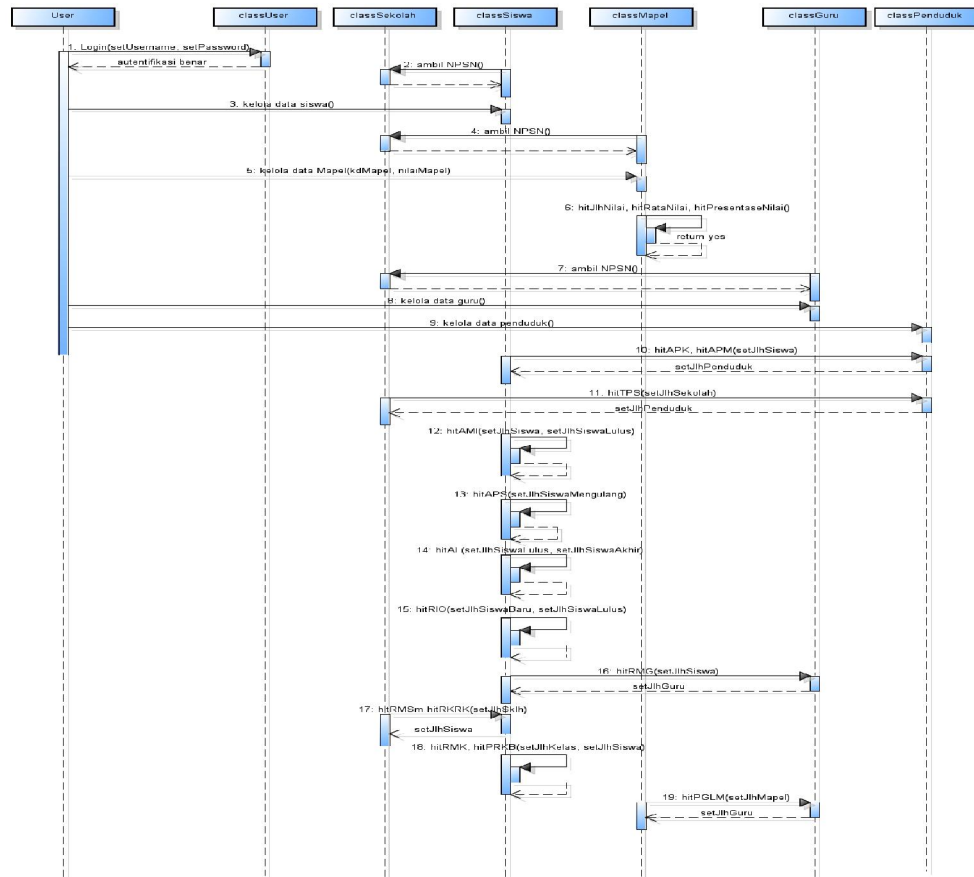 User
classUser
classSekolah
classSiswa
classMapel
classGuru
classPenduduk
1. Login(setUsername, setPassword)
autentifikasi benar
2: ambil NPSN()
3. kelola data siswa()
4: ambil NPSN()
5: kelola data Mapel(kdMapel, nilaiMapel)
6: hitJlhNilai, hitRataNilai, hitPresentaseNilai()
return yes
7: ambil NPSN()
8: kelola data guru()
9: kelola data penduduk()
10: hitAPK, hitAPM(setJlhSiswa)
setJlhPenduduk
11. hitTPS(setJlhSekolah)
setJlhPenduduk
12: hitAMI(setJlhSiswa, setJlhSiswaLulus)
13: hitAPS(setJlhSiswaMengulang)
14: hitAL(setJlhSiswaLulus, setJlhSiswaAkhir)
15: hitRIO(setJlhSiswaBaru, setJlhSiswaLulus)
16: hitRMG(setJlhSiswa)
setJlhGuru
17: hitRMSm hitRKRK(setJlhSklh)
setJlhSiswa
18: hitRMK, hitPRKB(setJlhKelas, setJlhSiswa)
19: hitPGLM(setJlhMapel)
setJlhGuru